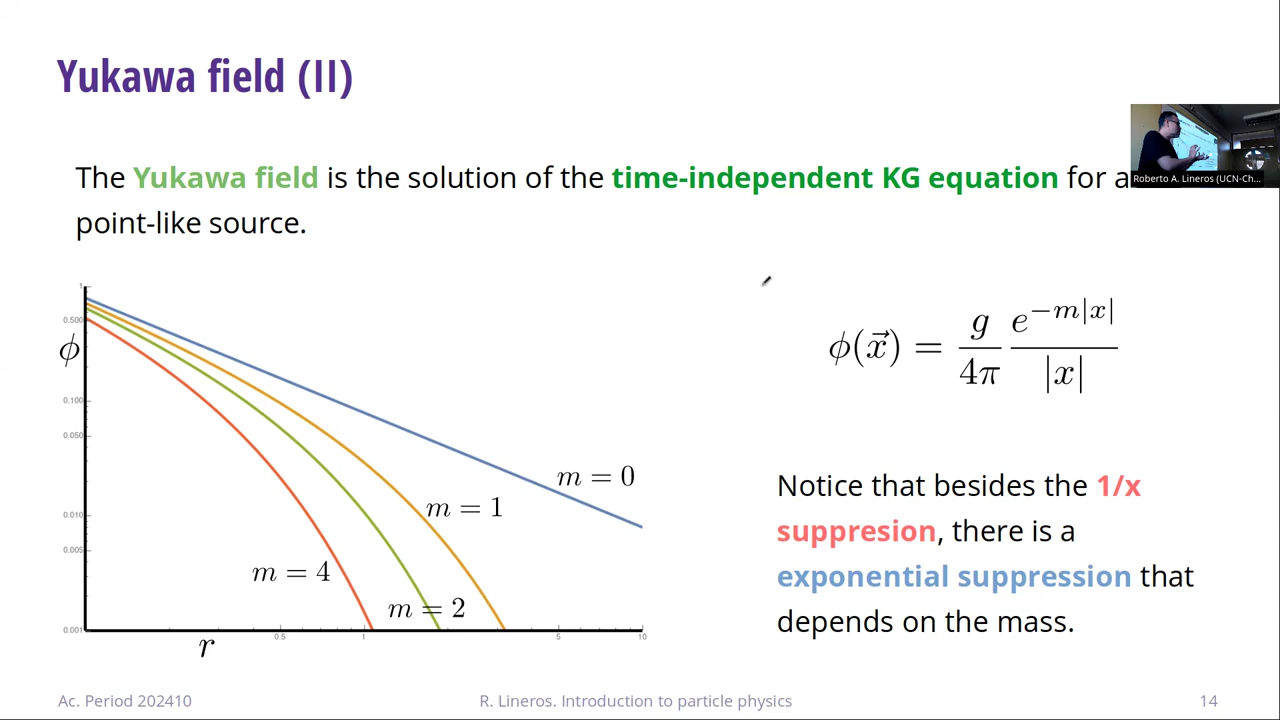 Yukawa field (II)
The Yukawa field is the solution of the time-independent KG equation for a
point-like source.
Roberto A. Lineros (UCN-Ch...
1
0.500
ϕ
0.100
0.050
0.010
0.005
0.001
m = 0
m = 1
m = 4
m = 2
0.5
1
5
10
r
ϕ(x⃗) = g/4π e^{−m|x|}/|x|
Notice that besides the 1/x
suppresion, there is a
exponential suppression that
depends on the mass.
Ac. Period 202410
R. Lineros. Introduction to particle physics
14